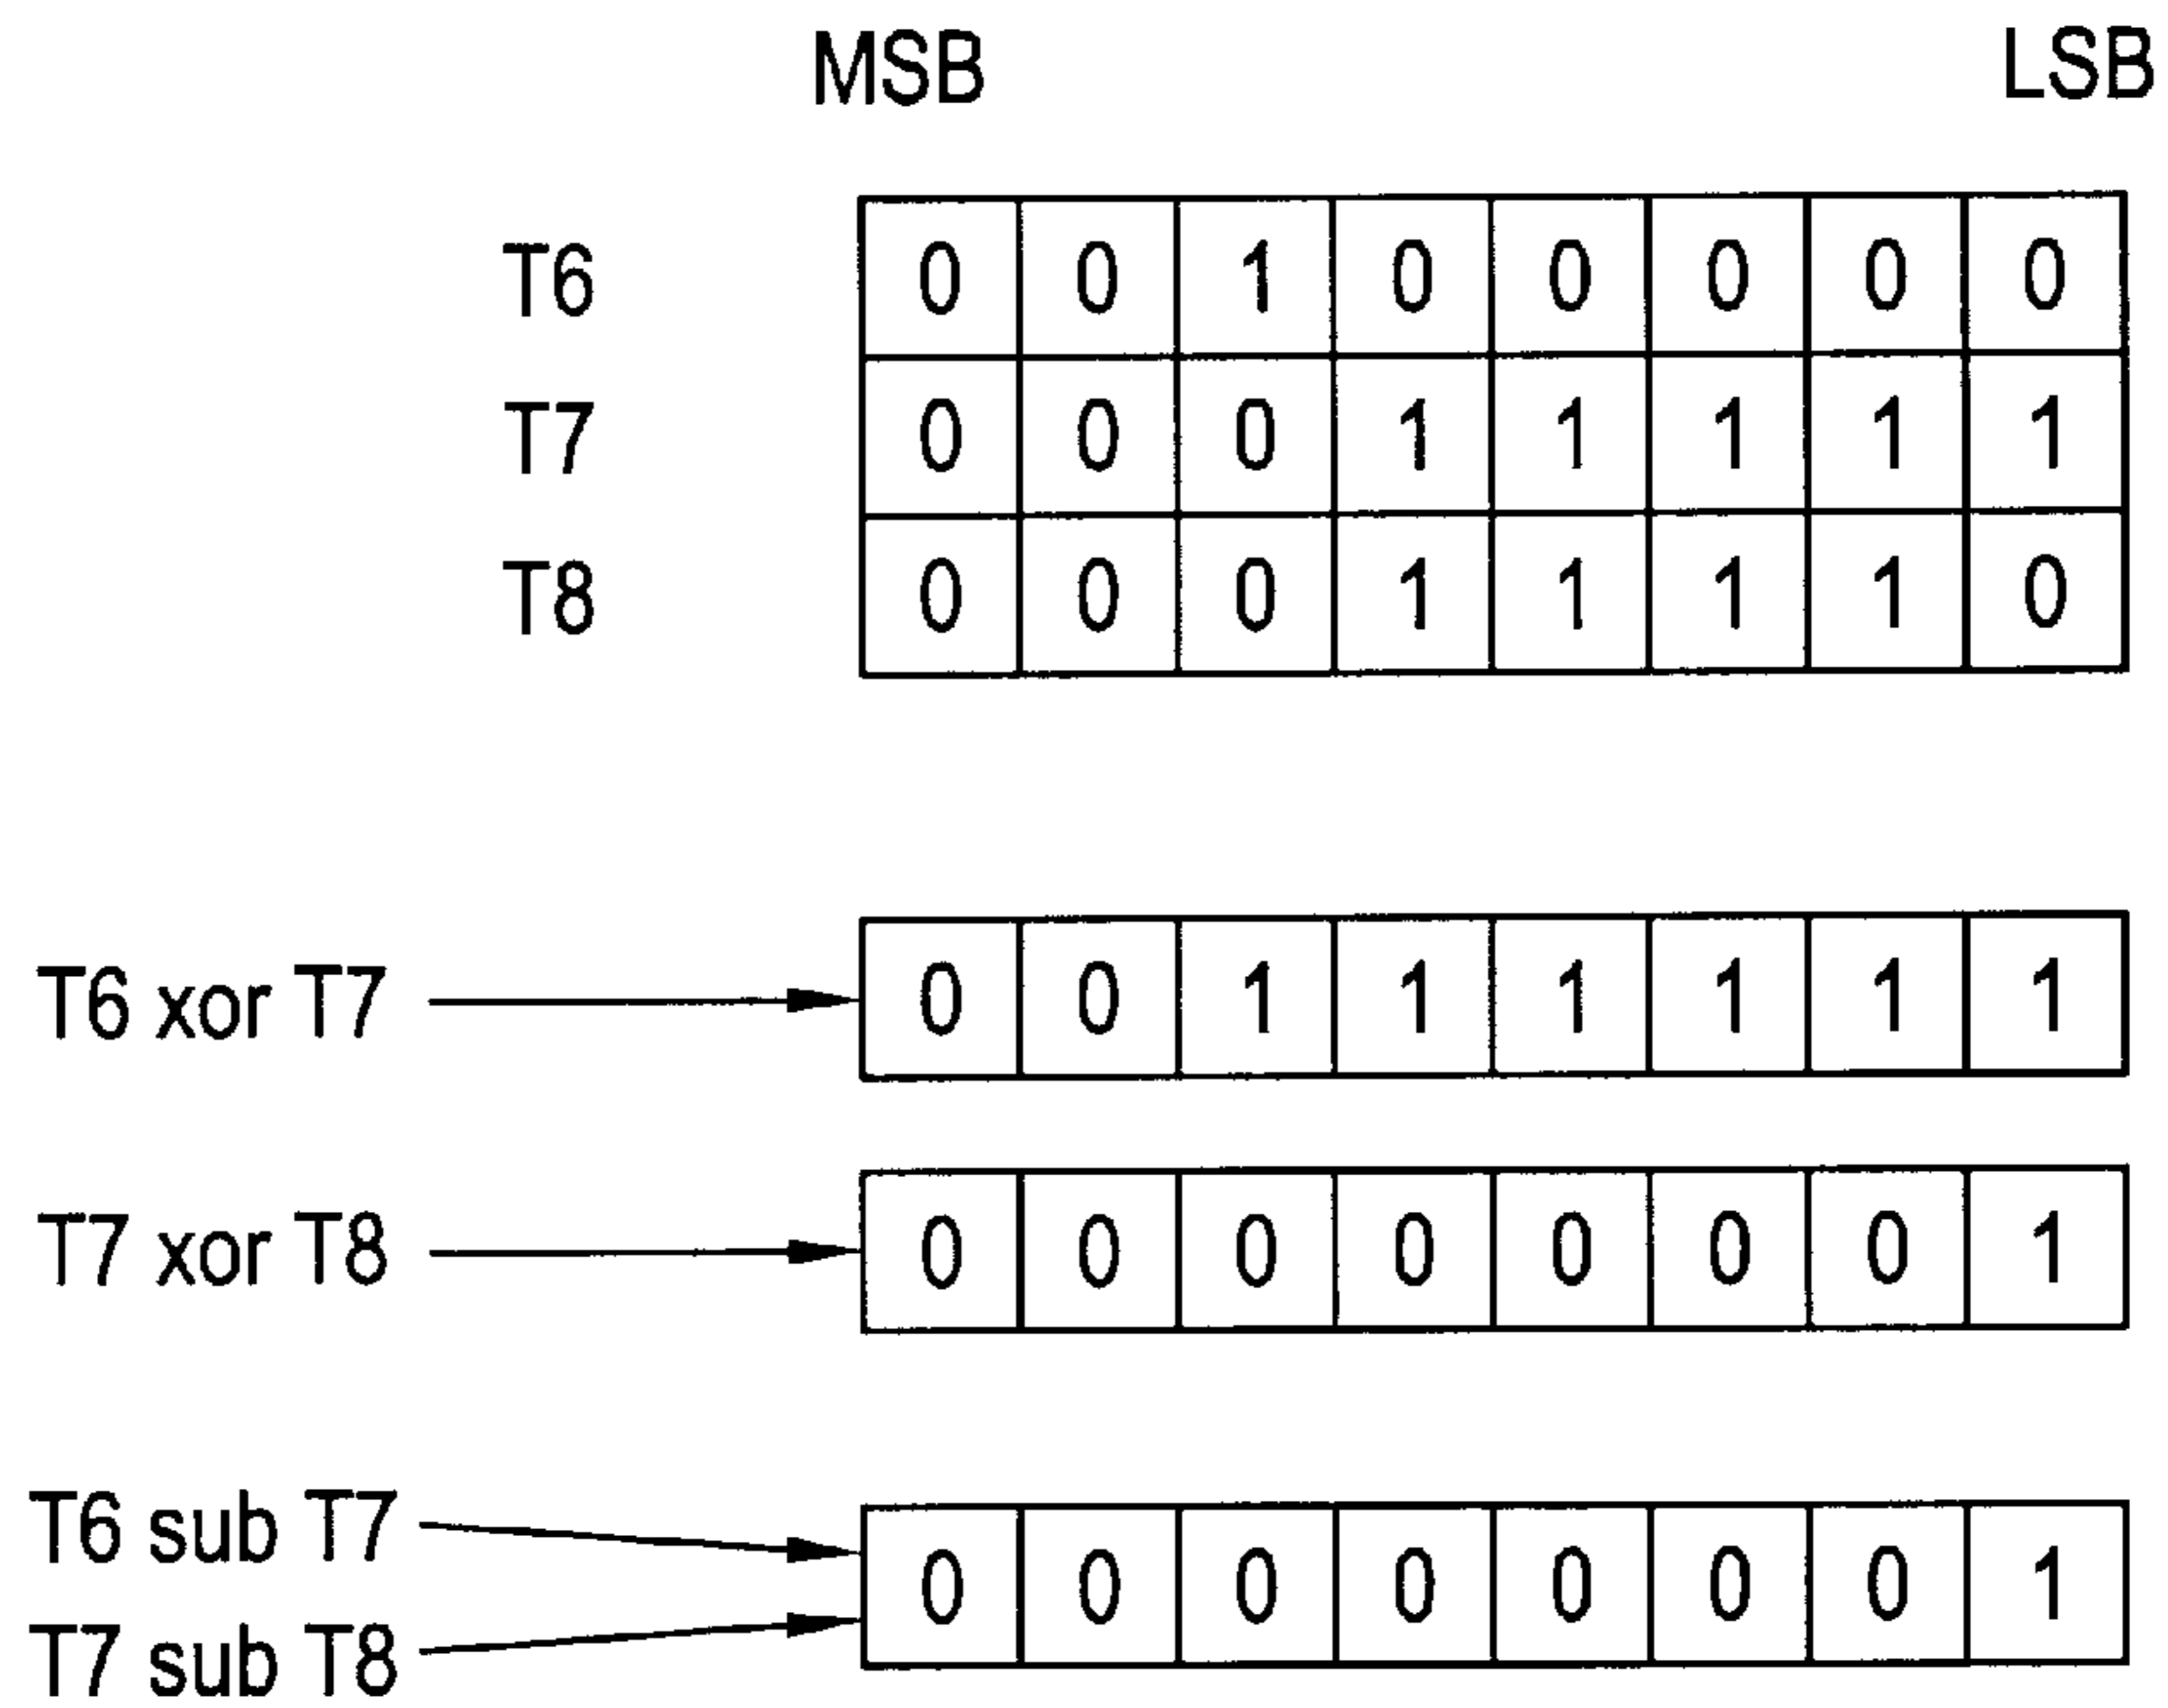 MSB LSB
T6 0 0 1 0 0 0 0 0
T7 0 0 0 1 1 1 1 1
T8 0 0 0 1 1 1 1 0
T6 xor T7 0 0 1 1 1 1 1 1
T7 xor T8 0 0 0 0 0 0 0 1
T6 sub T7
0 0 0 0 0 0 0 1
T7 sub T8